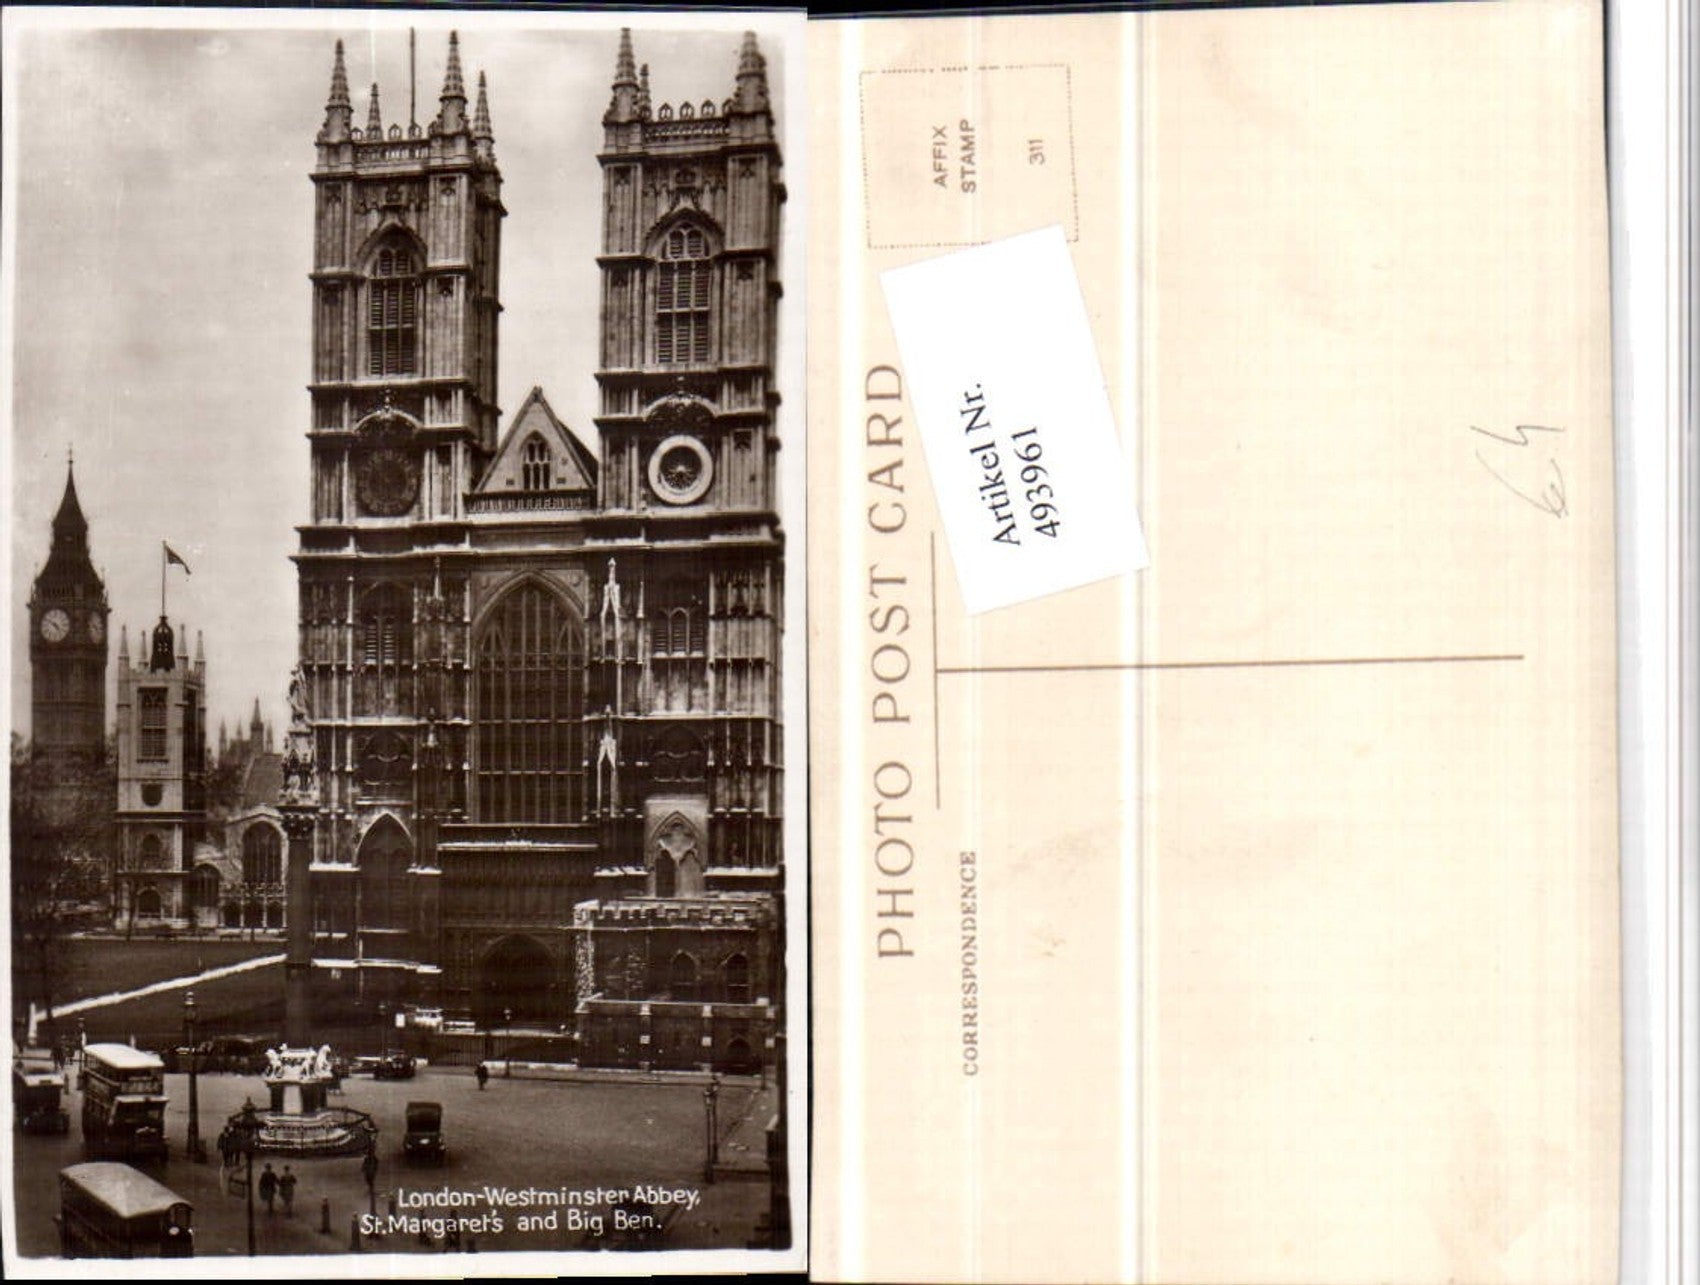 London-Westminster Abbey,
St. Margaret's and Big Ben.
AFFIX
STAMP
311
PHOTO POST CARD
Artikel Nr.
493961
CORRESPONDENCE